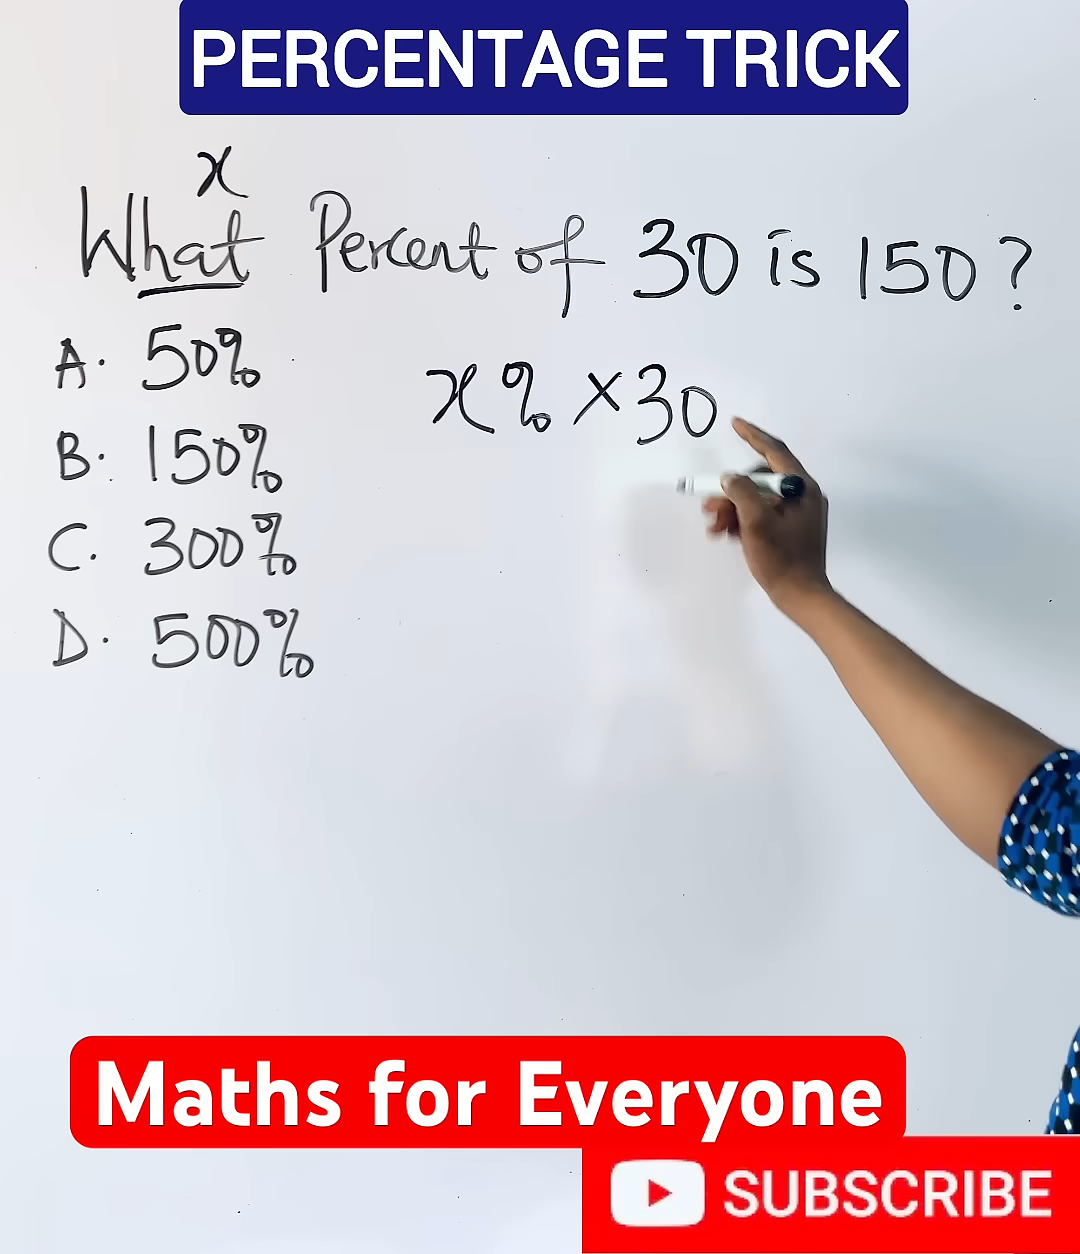 PERCENTAGE TRICK
x
What Percent of 30 is 150?
A. 50%
B. 150%
C. 300%
D. 500%
x% × 30
Maths for Everyone
SUBSCRIBE